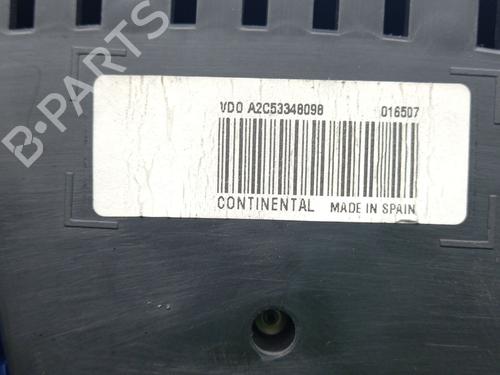 VDO A2C53348098 016507
CONTINENTAL MADE IN SPAIN
B-PARTS